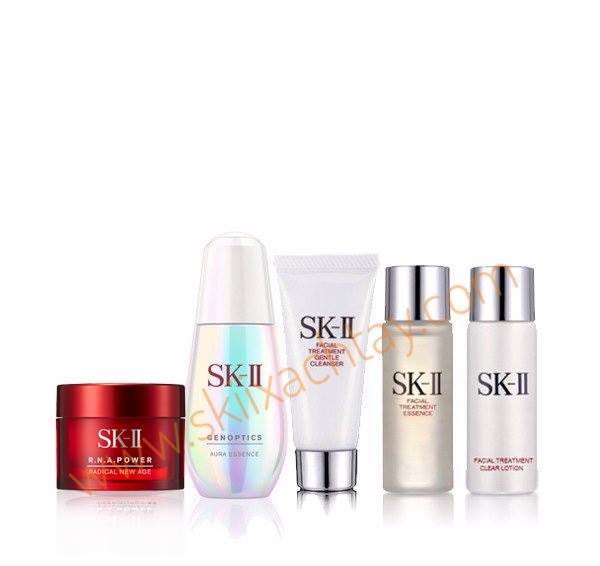 SK-II
R.N.A.POWER
RADICAL NEW AGE
SK-II
GENOPTICS
AURA ESSENCE
SK-II
FACIAL
TREATMENT
GENTLE
CLEANSER
SK-II
FACIAL
TREATMENT
ESSENCE
SK-II
FACIAL TREATMENT
CLEAR LOTION
www.skiixachtay.com